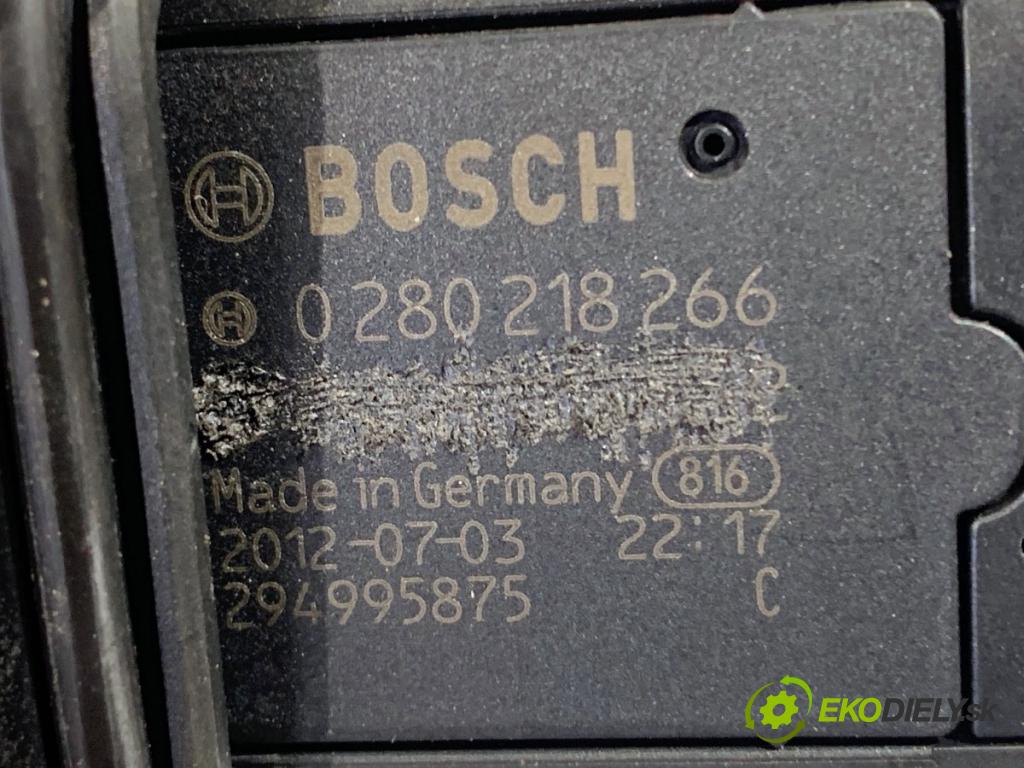 BOSCH
0 280 218 266
Made in Germany 816
2012-07-03 22:17
294995875 C
EKODIELY.SK